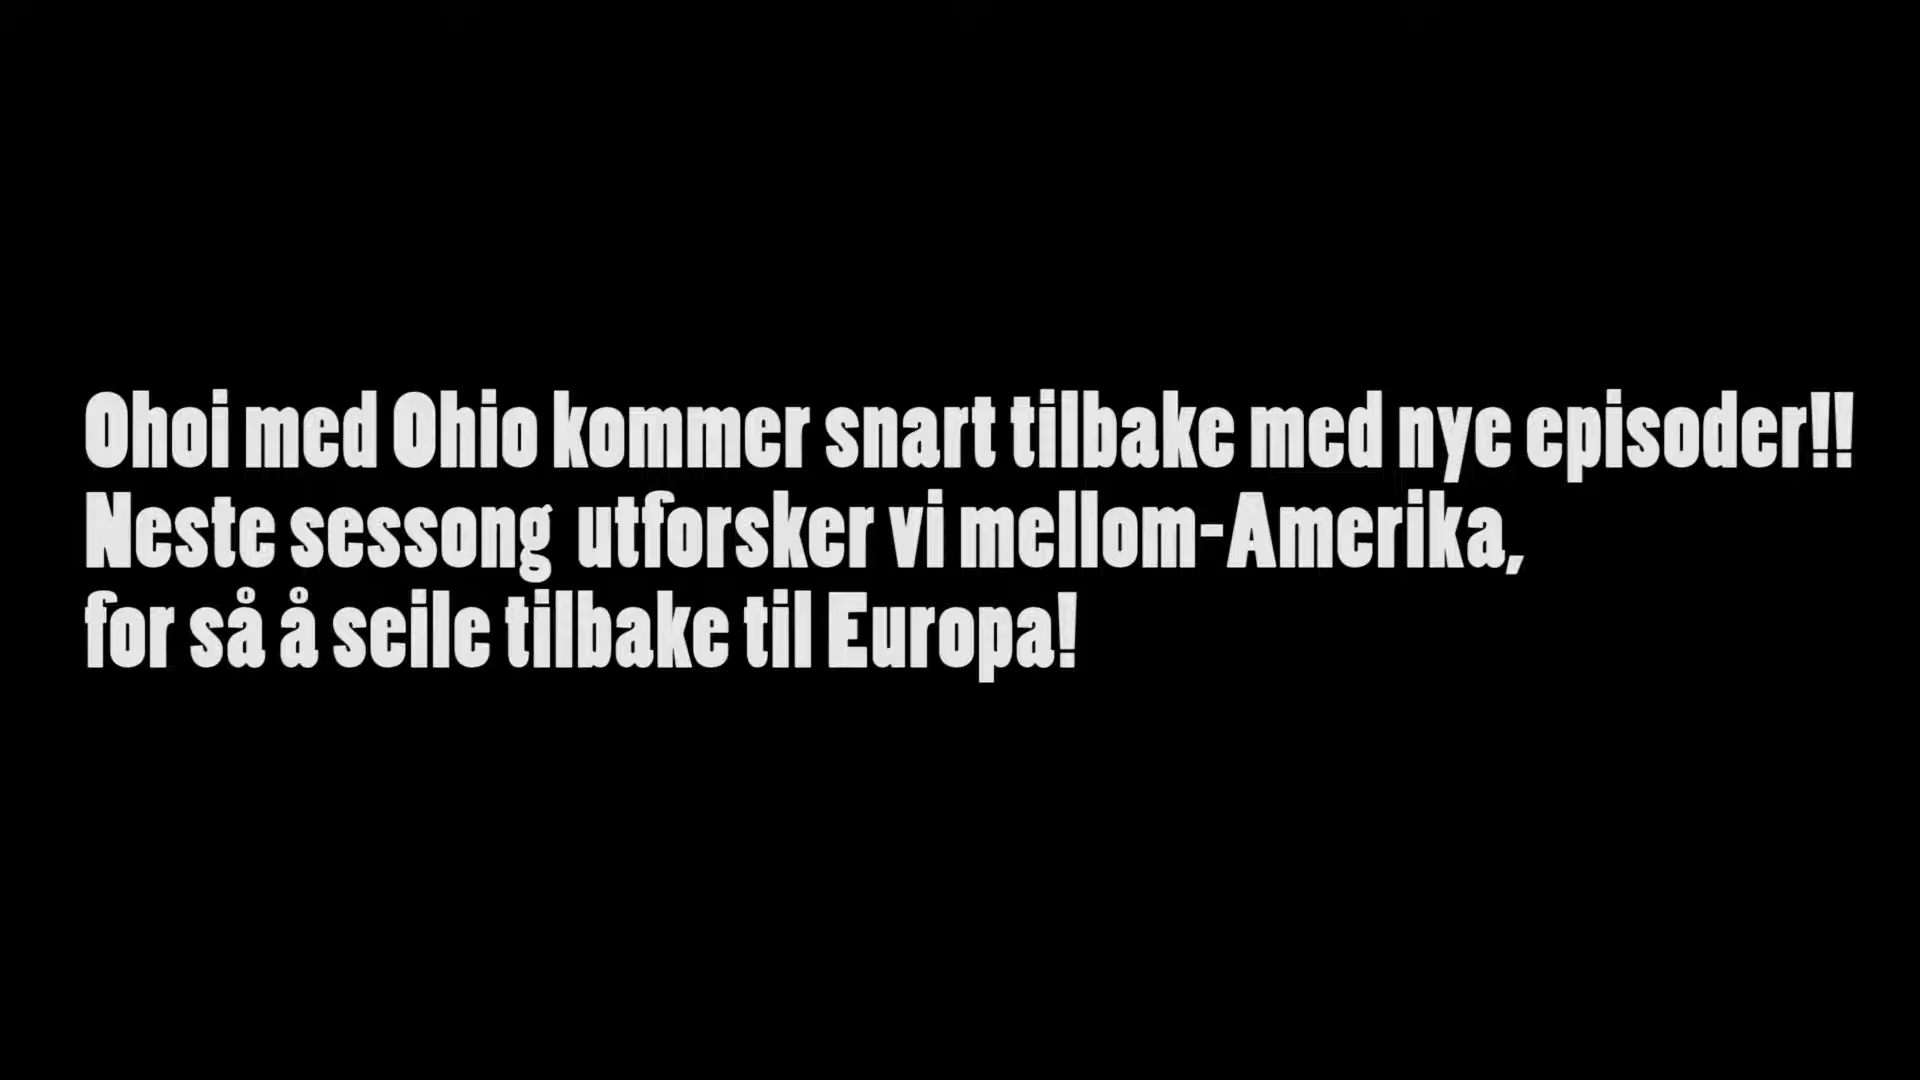 Ohoi med Ohio kommer snart tilbake med nye episoder!!
Neste sessong utforsker vi mellom-Amerika,
for så å seile tilbake til Europa!